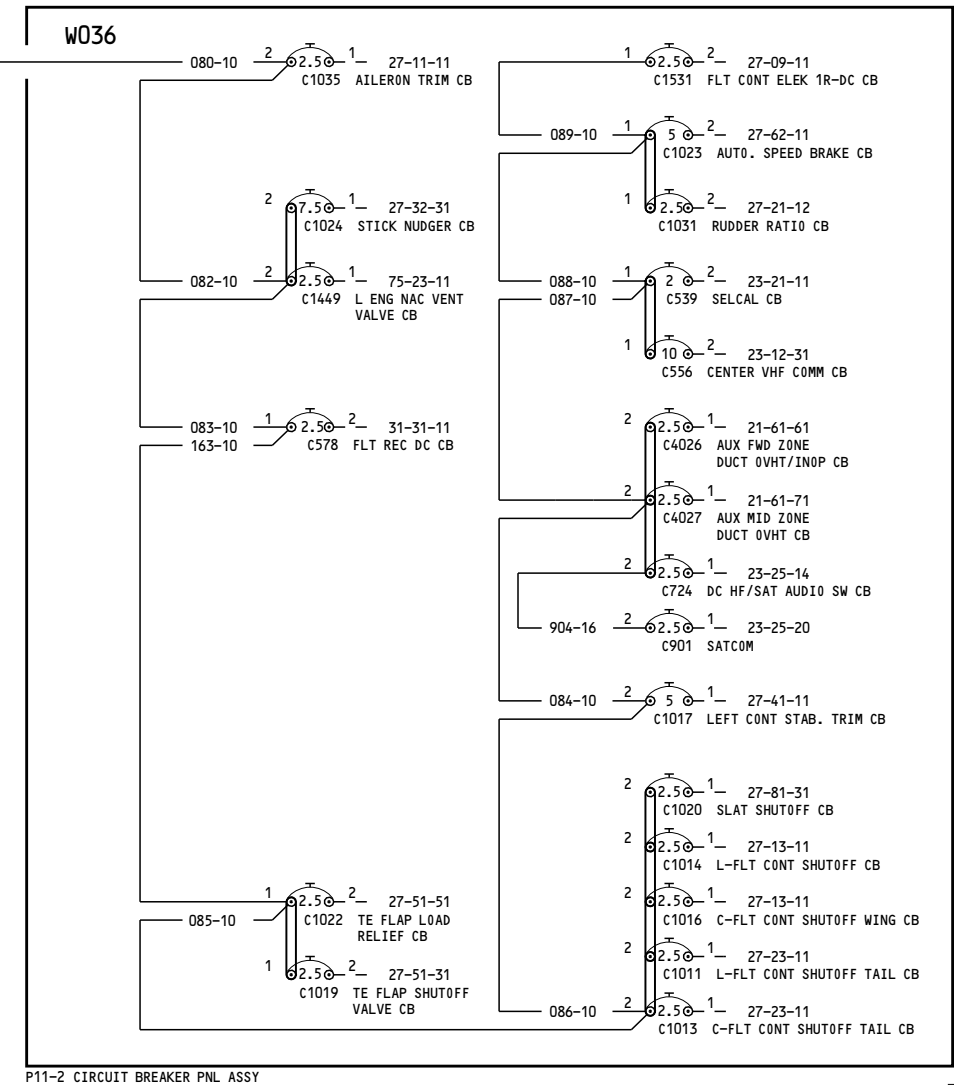 W036
080-10 2 2.5 1 27-11-11
C1035 AILERON TRIM CB
2 7.5 1 27-32-31
C1024 STICK NUDGER CB
082-10 2 2.5 1 75-23-11
C1449 L ENG NAC VENT
VALVE CB
083-10 1 2.5 2 31-31-11
163-10 C578 FLT REC DC CB
1 2.5 2 27-51-51
085-10 C1022 TE FLAP LOAD
RELIEF CB
1 2.5 2 27-51-31
C1019 TE FLAP SHUTOFF
VALVE CB
1 2.5 2 27-09-11
C1531 FLT CONT ELEK 1R-DC CB
089-10 1 5 2 27-62-11
C1023 AUTO. SPEED BRAKE CB
1 2.5 2 27-21-12
C1031 RUDDER RATIO CB
088-10 1 2 2 23-21-11
087-10 C539 SELCAL CB
1 10 2 23-12-31
C556 CENTER VHF COMM CB
2 2.5 1 21-61-61
C4026 AUX FWD ZONE
DUCT OVHT/INOP CB
2 2.5 1 21-61-71
C4027 AUX MID ZONE
DUCT OVHT CB
2 2.5 1 23-25-14
C724 DC HF/SAT AUDIO SW CB
904-16 2 2.5 1 23-25-20
C901 SATCOM
084-10 2 5 1 27-41-11
C1017 LEFT CONT STAB. TRIM CB
2 2.5 1 27-81-31
C1020 SLAT SHUTOFF CB
2 2.5 1 27-13-11
C1014 L-FLT CONT SHUTOFF CB
2 2.5 1 27-13-11
C1016 C-FLT CONT SHUTOFF WING CB
2 2.5 1 27-23-11
C1011 L-FLT CONT SHUTOFF TAIL CB
086-10 2 2.5 1 27-23-11
C1013 C-FLT CONT SHUTOFF TAIL CB
P11-2 CIRCUIT BREAKER PNL ASSY